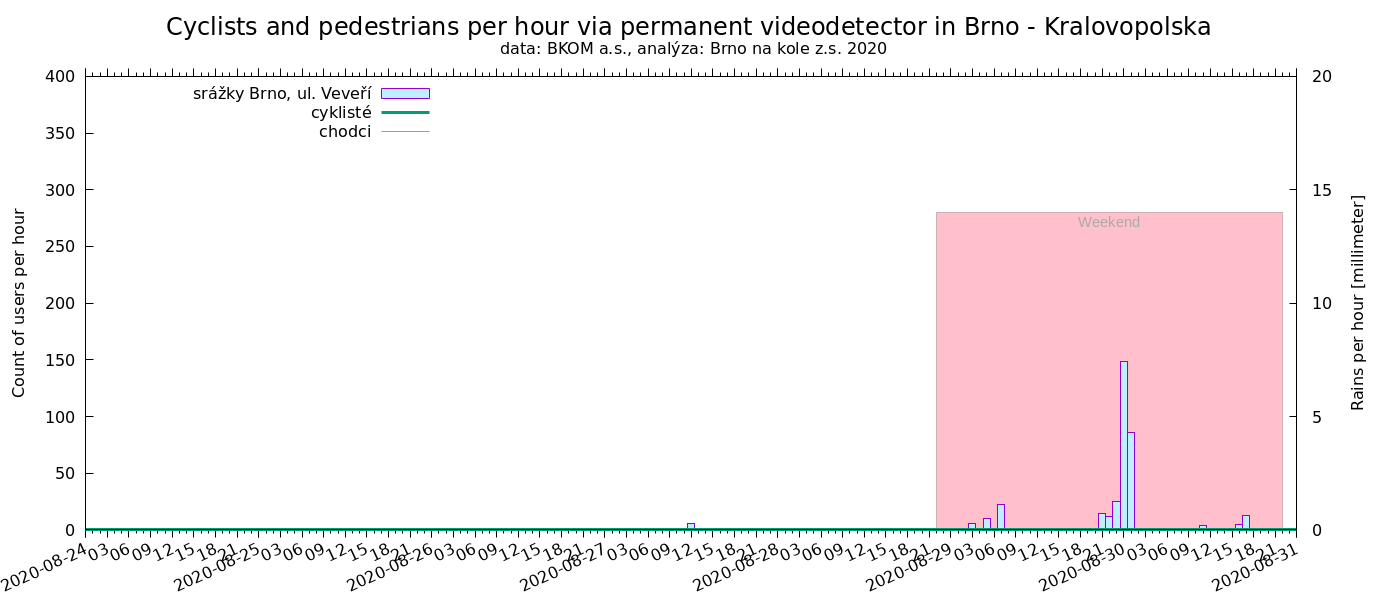 Cyclists and pedestrians per hour via permanent videodetector in Brno - Kralovopolska
data: BKOM a.s., analýza: Brno na kole z.s. 2020
srážky Brno, ul. Veveří
cyklisté
chodci
Weekend
Count of users per hour
400
350
300
250
200
150
100
50
0
Rains per hour [millimeter]
20
15
10
5
0
2020-08-24 03 06 09 12 15 18 21 2020-08-25 03 06 09 12 15 18 21 2020-08-26 03 06 09 12 15 18 21 2020-08-27 03 06 09 12 15 18 21 2020-08-28 03 06 09 12 15 18 21 2020-08-29 03 06 09 12 15 18 21 2020-08-30 03 06 09 12 15 18 21 2020-08-31